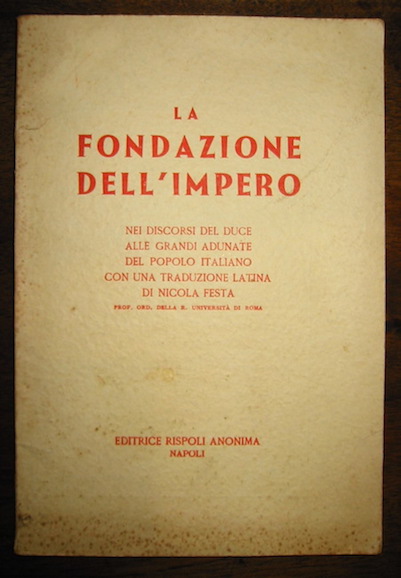 LA
FONDAZIONE
DELL'IMPERO
NEI DISCORSI DEL DUCE
ALLE GRANDI ADUNATE
DEL POPOLO ITALIANO
CON UNA TRADUZIONE LATINA
DI NICOLA FESTA
PROF. ORD. DELLA R. UNIVERSITÀ DI ROMA
EDITRICE RISPOLI ANONIMA
NAPOLI